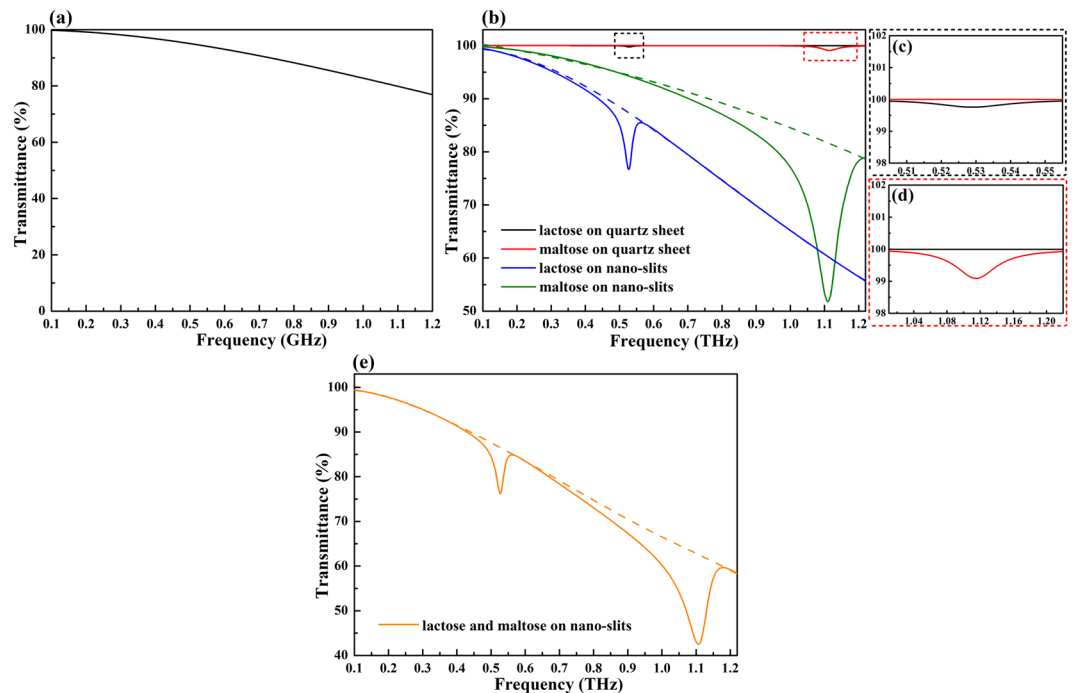 (a)
100
80
60
40
20
0
0.1 0.2 0.3 0.4 0.5 0.6 0.7 0.8 0.9 1.0 1.1 1.2
Transmittance (%)
Frequency (GHz)
(b)
100
90
80
70
60
50
0.1 0.2 0.3 0.4 0.5 0.6 0.7 0.8 0.9 1.0 1.1 1.2
Transmittance (%)
Frequency (THz)
lactose on quartz sheet
maltose on quartz sheet
lactose on nano-slits
maltose on nano-slits
(c)
102
101
100
99
98
0.51 0.52 0.53 0.54 0.55
(d)
102
101
100
99
98
1.04 1.08 1.12 1.16 1.20
(e)
100
90
80
70
60
50
40
0.1 0.2 0.3 0.4 0.5 0.6 0.7 0.8 0.9 1.0 1.1 1.2
Transmittance (%)
Frequency (THz)
lactose and maltose on nano-slits